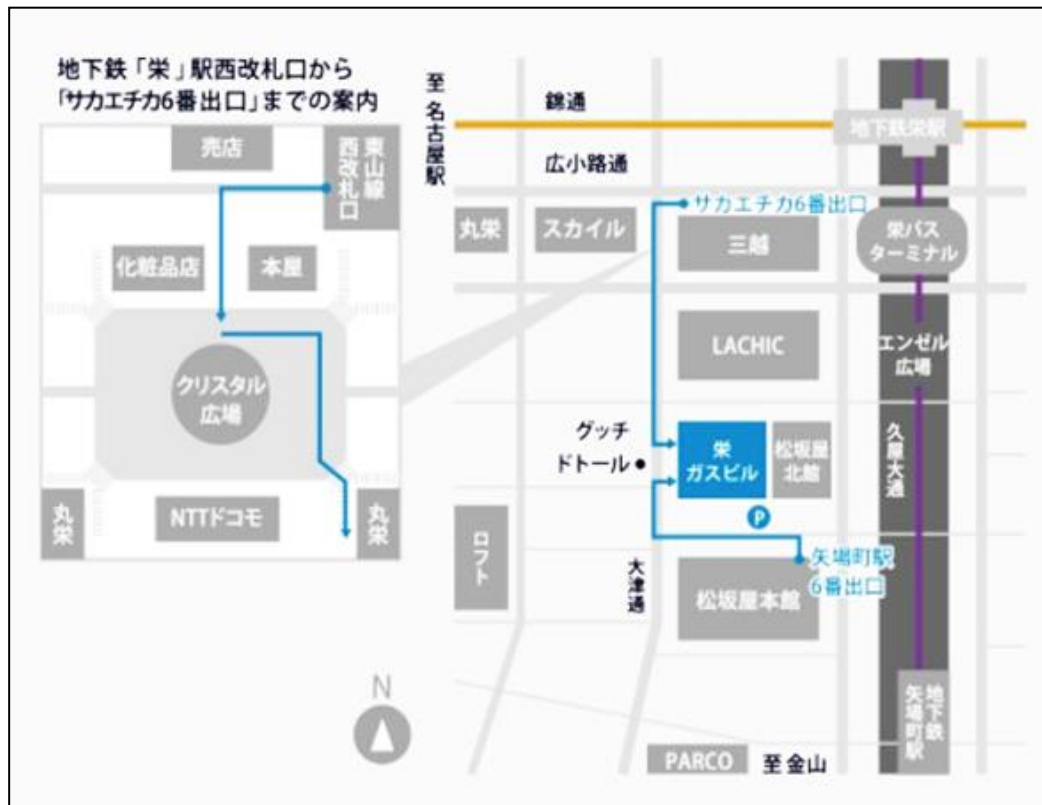 地下鉄「栄」駅西改札口から
「サカエチカ6番出口」までの案内
売店
東山線
西改札口
化粧品店
本屋
クリスタル
広場
丸栄
NTTドコモ
丸栄
N
至 名古屋駅
錦通
地下鉄栄駅
広小路通
サカエチカ6番出口
丸栄
スカイル
三越
栄バス
ターミナル
LACHIC
エンゼル
広場
グッチ
ドトール
栄
ガスビル
松坂屋
北館
久屋大通
P
ロフト
大津通
矢場町駅
6番出口
松坂屋本館
地下鉄
矢場町駅
PARCO
至 金山